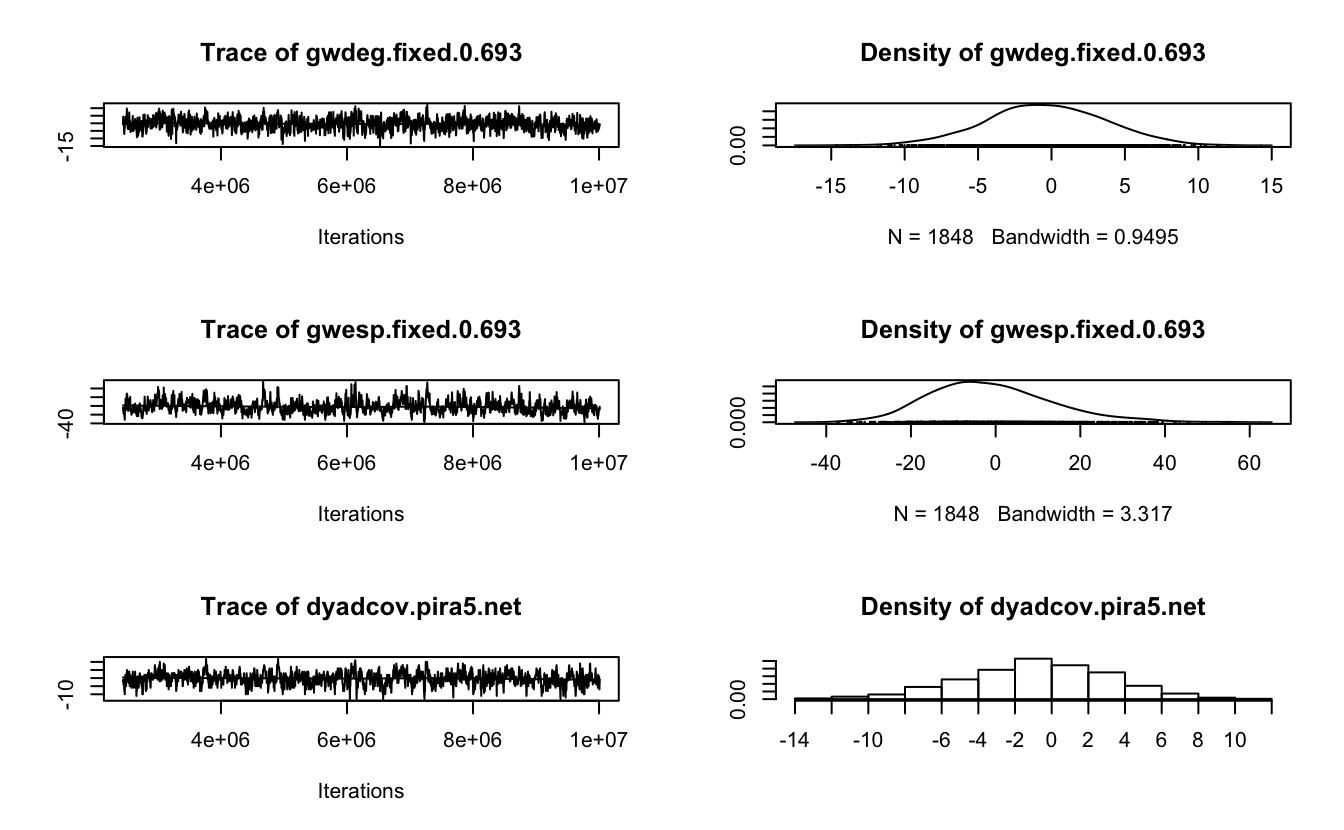 Trace of gwdeg.fixed.0.693
-15
4e+06 6e+06 8e+06 1e+07
Iterations
Density of gwdeg.fixed.0.693
0.00
-15 -10 -5 0 5 10 15
N = 1848 Bandwidth = 0.9495
Trace of gwesp.fixed.0.693
-40
4e+06 6e+06 8e+06 1e+07
Iterations
Density of gwesp.fixed.0.693
0.000
-40 -20 0 20 40 60
N = 1848 Bandwidth = 3.317
Trace of dyadcov.pira5.net
-10
4e+06 6e+06 8e+06 1e+07
Iterations
Density of dyadcov.pira5.net
0.00
-14 -10 -6 -4 -2 0 2 4 6 8 10